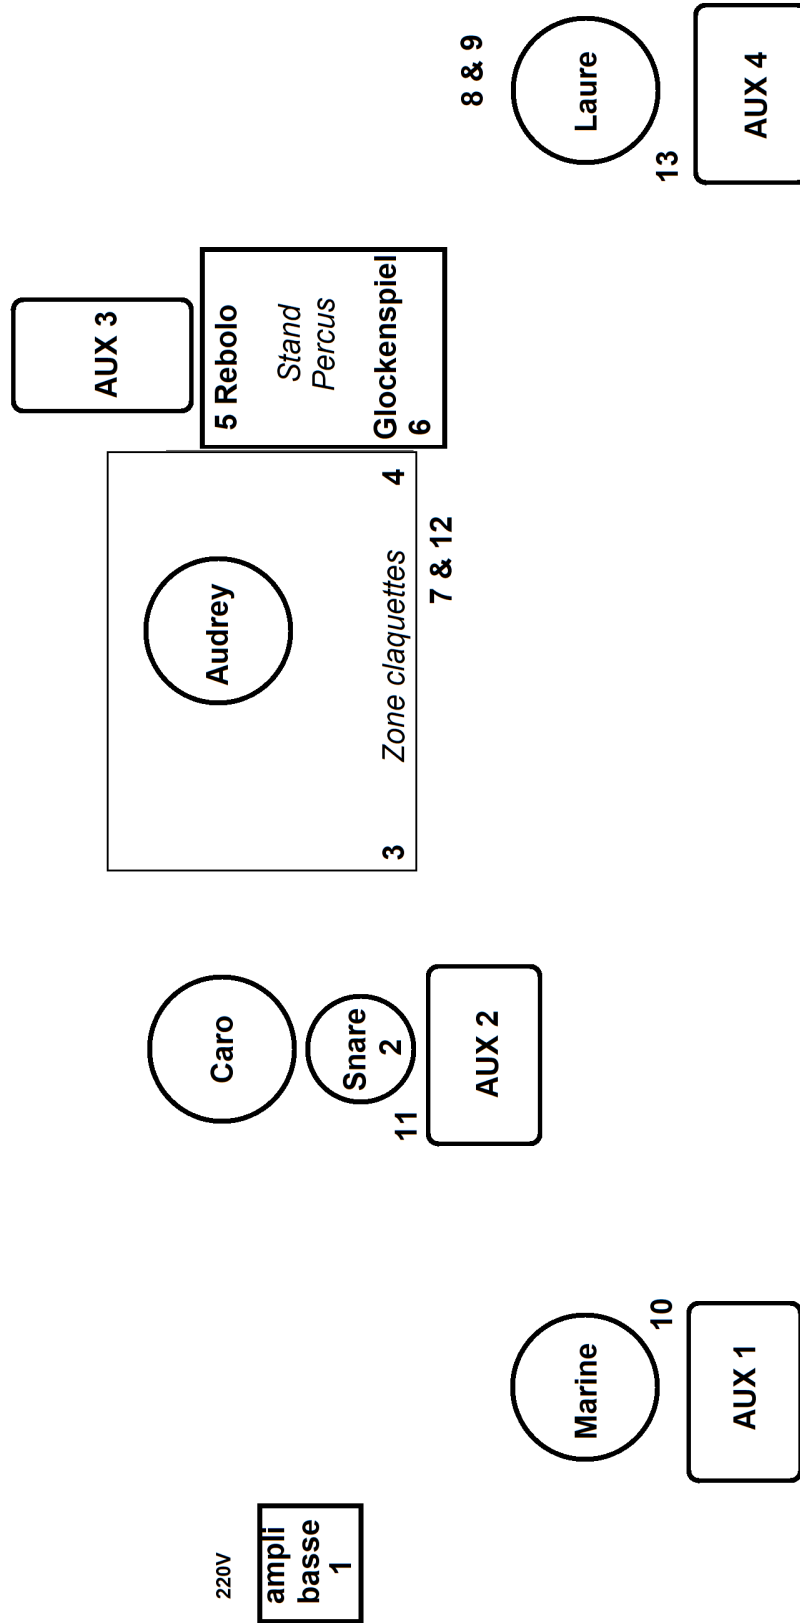 AUX 3
220V
ampli
basse
1
Caro
Snare
2
11
AUX 2
Audrey
Zone claquettes
3
4
7 & 12
5 Rebolo
Stand
Percus
Glockenspiel
6
8 & 9
Marine
10
AUX 1
Laure
13
AUX 4